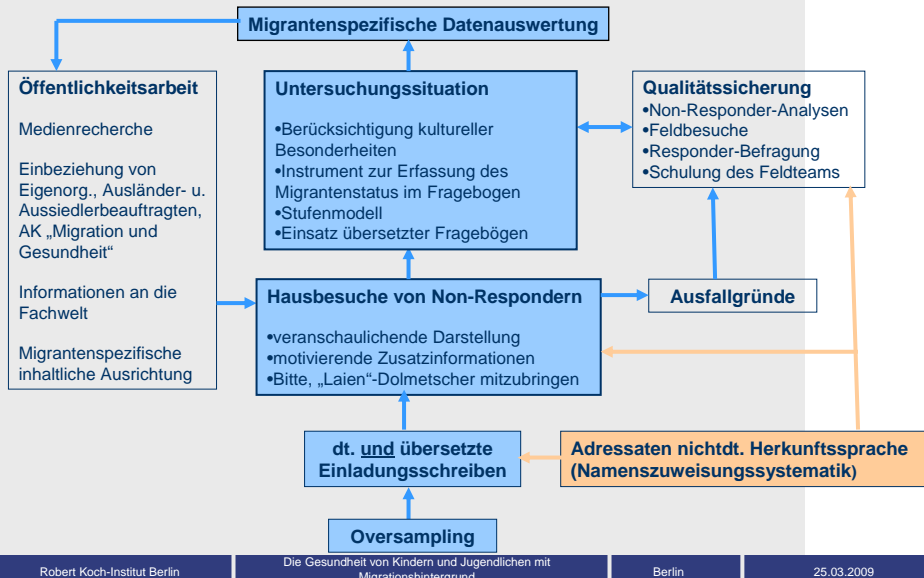 Migrantenspezifische Datenauswertung
Öffentlichkeitsarbeit
Medienrecherche
Einbeziehung von
Eigenorg., Ausländer- u.
Aussiedlerbeauftragten,
AK „Migration und
Gesundheit“
Informationen an die
Fachwelt
Migrantenspezifische
inhaltliche Ausrichtung
Untersuchungssituation
•Berücksichtigung kultureller
Besonderheiten
•Instrument zur Erfassung des
Migrantenstatus im Fragebogen
•Stufenmodell
•Einsatz übersetzter Fragebögen
Qualitätssicherung
•Non-Responder-Analysen
•Feldbesuche
•Responder-Befragung
•Schulung des Feldteams
Hausbesuche von Non-Respondern
•veranschaulichende Darstellung
•motivierende Zusatzinformationen
•Bitte, „Laien“-Dolmetscher mitzubringen
Ausfallgründe
dt. und übersetzte
Einladungsschreiben
Adressaten nichtdt. Herkunftssprache
(Namenszuweisungssystematik)
Oversampling
Robert Koch-Institut Berlin
Die Gesundheit von Kindern und Jugendlichen mit
Migrationshintergrund
Berlin
25.03.2009